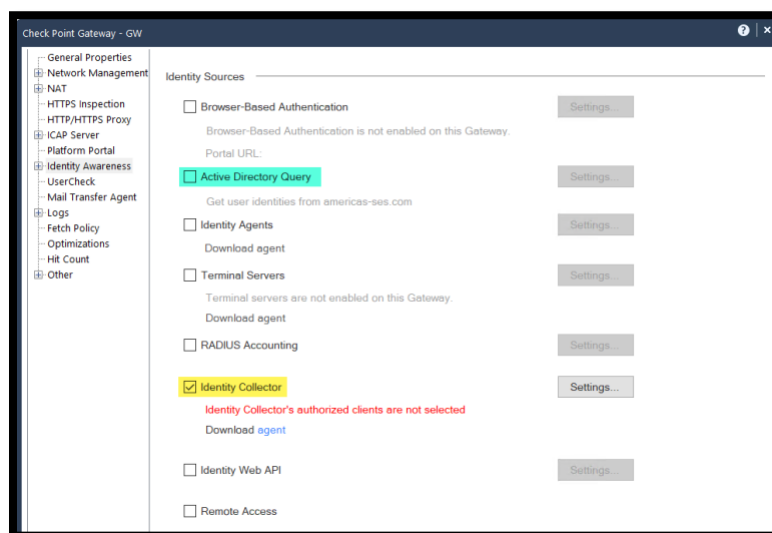 Check Point Gateway - GW
General Properties
Network Management
NAT
HTTPS Inspection
HTTP/HTTPS Proxy
ICAP Server
Platform Portal
Identity Awareness
UserCheck
Mail Transfer Agent
Logs
Fetch Policy
Optimizations
Hit Count
Other
Identity Sources
Browser-Based Authentication
Settings...
Browser-Based Authentication is not enabled on this Gateway.
Portal URL:
Active Directory Query
Settings...
Get user identities from americas-ses.com
Identity Agents
Settings...
Download agent
Terminal Servers
Settings...
Terminal servers are not enabled on this Gateway.
Download agent
RADIUS Accounting
Settings...
Identity Collector
Settings...
Identity Collector's authorized clients are not selected
Download agent
Identity Web API
Settings...
Remote Access